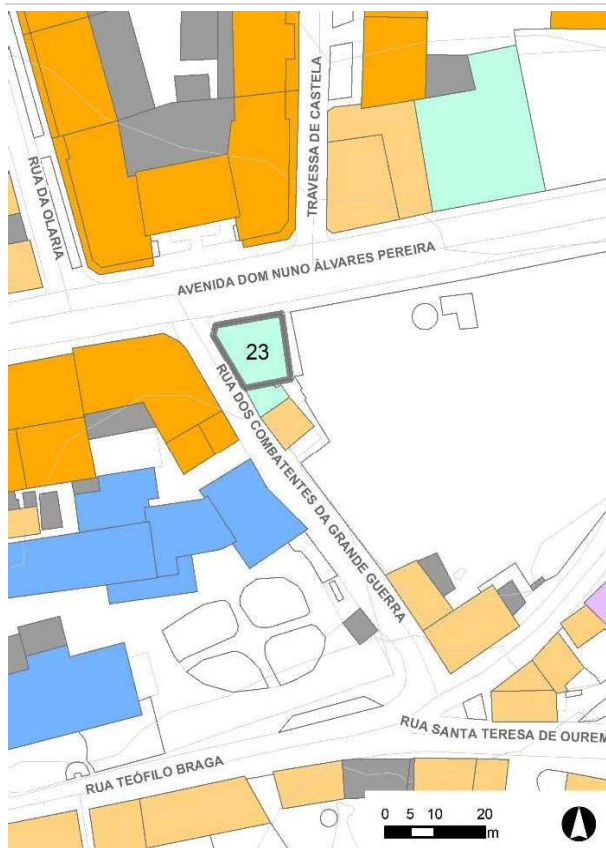 TRAVESSA DE CASTELA
RUA DA OLARIA
AVENIDA DOM NUNO ÁLVARES PEREIRA
23
RUA DOS COMBATENTES DA GRANDE GUERRA
RUA SANTA TERESA DE OUREM
RUA TEÓFILO BRAGA
0 5 10 20
m